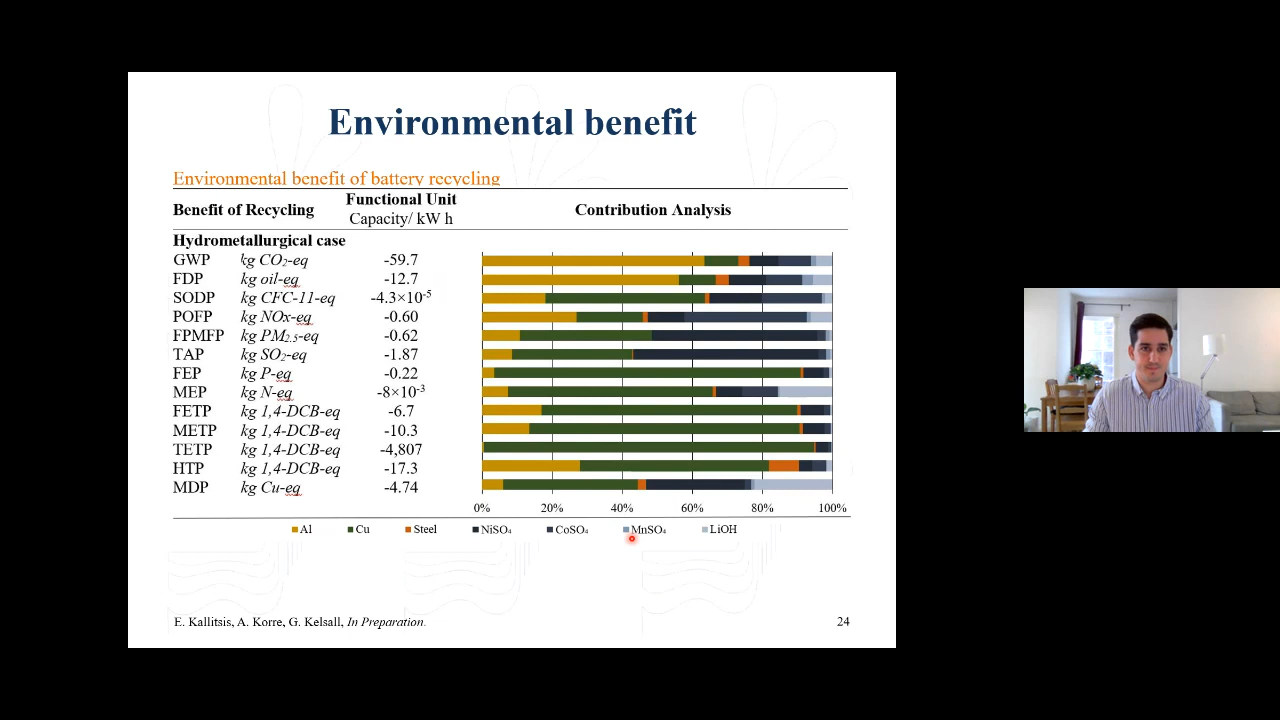 Environmental benefit
Environmental benefit of battery recycling
Benefit of Recycling Functional Unit Capacity/ kW h Contribution Analysis
Hydrometallurgical case
GWP kg CO2-eq -59.7
FDP kg oil-eq -12.7
SODP kg CFC-11-eq -4.3×10-5
POFP kg NOx-eq -0.60
FPMFP kg PM2.5-eq -0.62
TAP kg SO2-eq -1.87
FEP kg P-eq -0.22
MEP kg N-eq -8×10-3
FETP kg 1,4-DCB-eq -6.7
METP kg 1,4-DCB-eq -10.3
TETP kg 1,4-DCB-eq -4,807
HTP kg 1,4-DCB-eq -17.3
MDP kg Cu-eq -4.74
0% 20% 40% 60% 80% 100%
Al Cu Steel NiSO4 CoSO4 MnSO4 LiOH
E. Kallitsis, A. Korre, G. Kelsall, In Preparation.
24